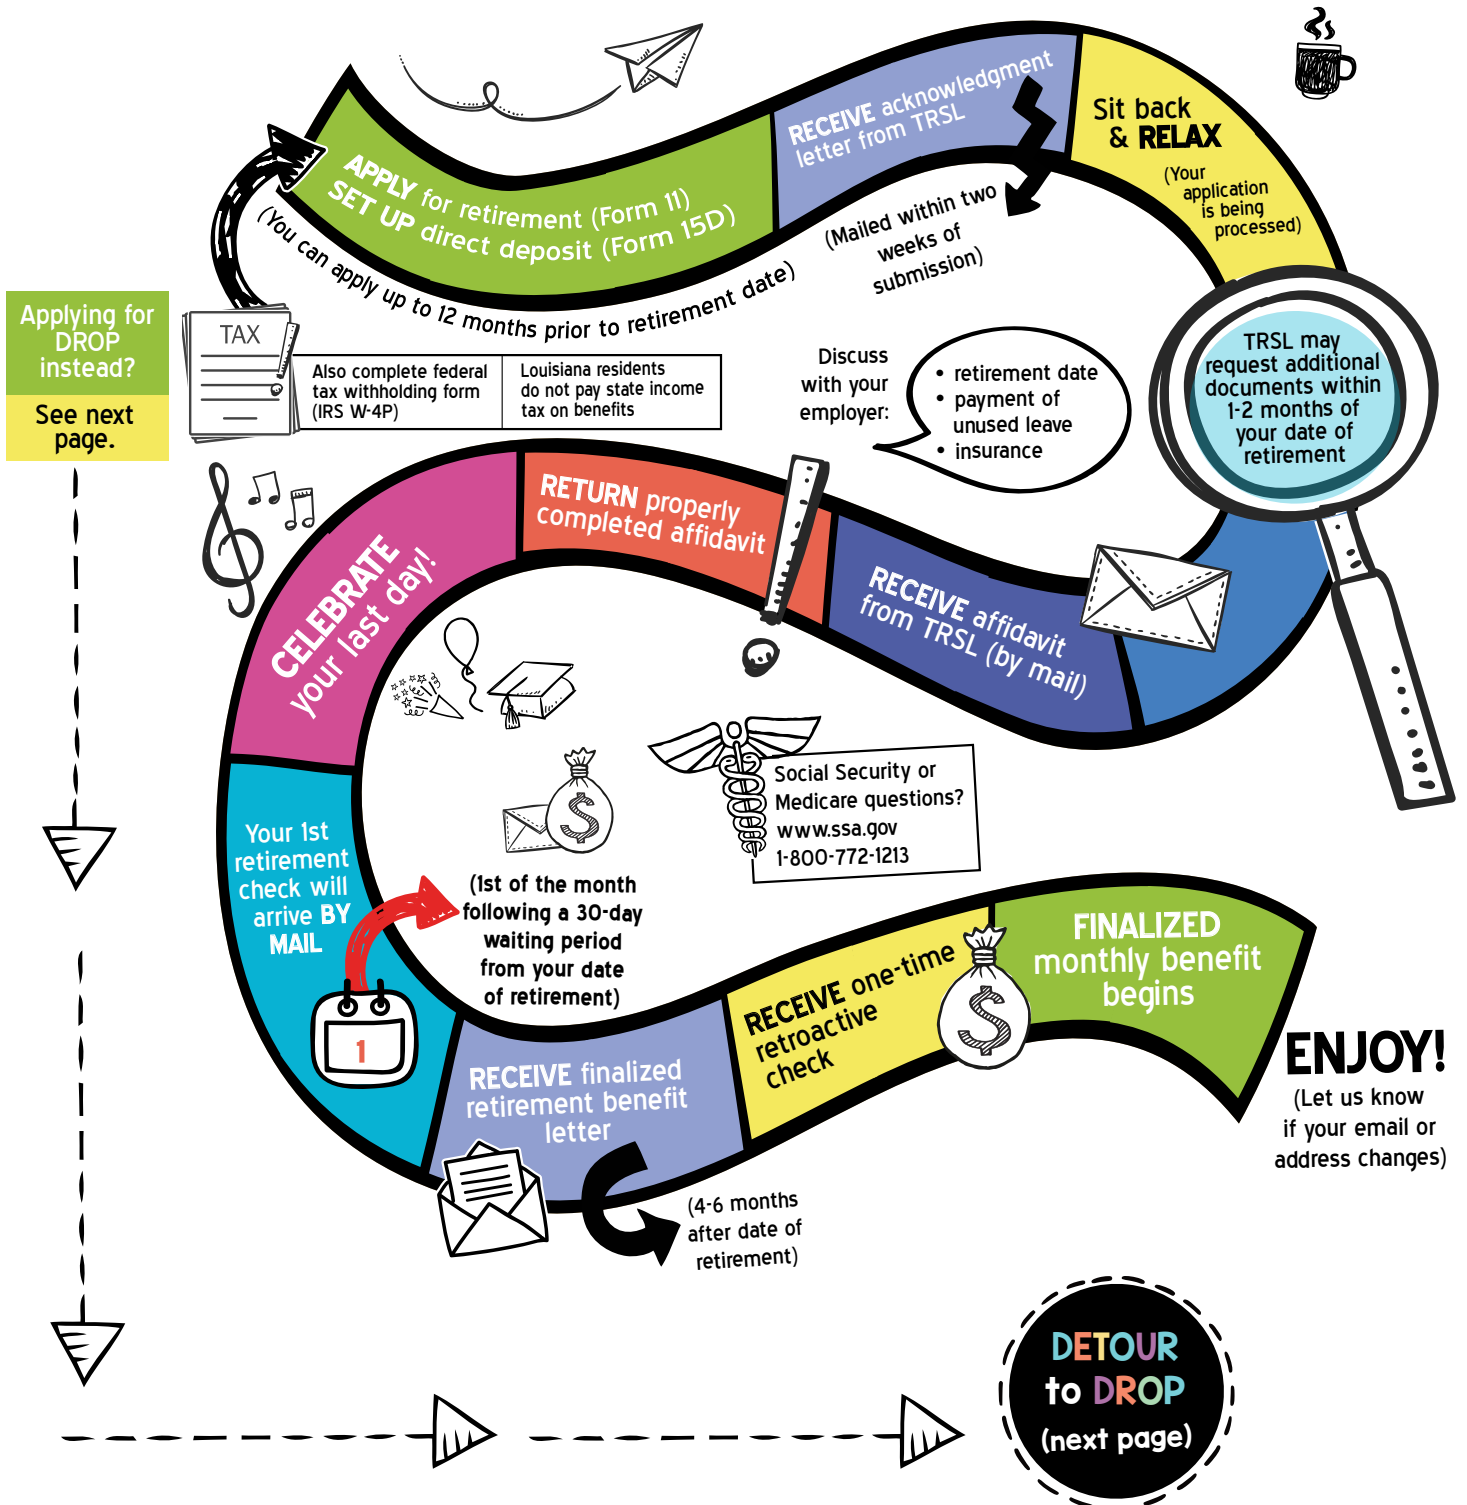 APPLY for retirement (Form 11)
SET UP direct deposit (Form 15D)
(You can apply up to 12 months prior to retirement date)
RECEIVE acknowledgment
letter from TRSL
(Mailed within two
weeks of
submission)
Sit back
& RELAX
(Your
application
is being
processed)
Applying for
DROP
instead?
See next
page.
TAX
Also complete federal
tax withholding form
(IRS W-4P)
Louisiana residents
do not pay state income
tax on benefits
Discuss
with your
employer:
• retirement date
• payment of
unused leave
• insurance
TRSL may
request additional
documents within
1-2 months of
your date of
retirement
RECEIVE affidavit
from TRSL (by mail)
RETURN properly
completed affidavit
CELEBRATE
your last day!
Social Security or
Medicare questions?
www.ssa.gov
1-800-772-1213
Your 1st
retirement
check will
arrive BY
MAIL
(1st of the month
following a 30-day
waiting period
from your date
of retirement)
1
$
RECEIVE finalized
retirement benefit
letter
(4-6 months
after date of
retirement)
RECEIVE one-time
retroactive
check
$
FINALIZED
monthly benefit
begins
ENJOY!
(Let us know
if your email or
address changes)
DETOUR
to DROP
(next page)